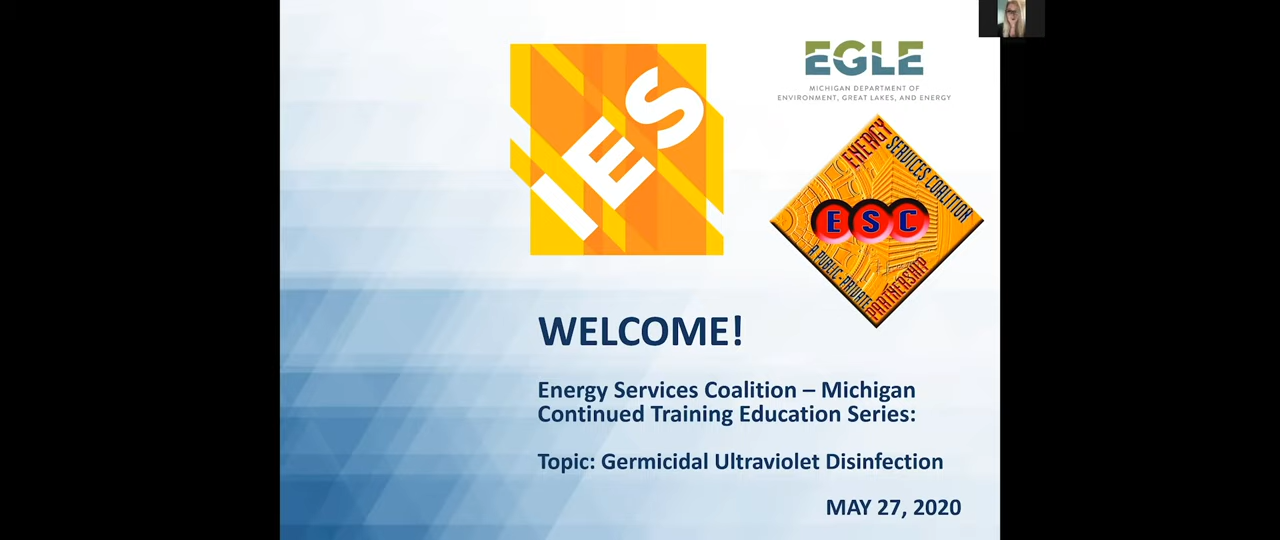 IES
EGLE
MICHIGAN DEPARTMENT OF
ENVIRONMENT, GREAT LAKES, AND ENERGY
ENERGY SERVICES COALITION
ESC
A PUBLIC-PRIVATE PARTNERSHIP
WELCOME!
Energy Services Coalition – Michigan
Continued Training Education Series:
Topic: Germicidal Ultraviolet Disinfection
MAY 27, 2020